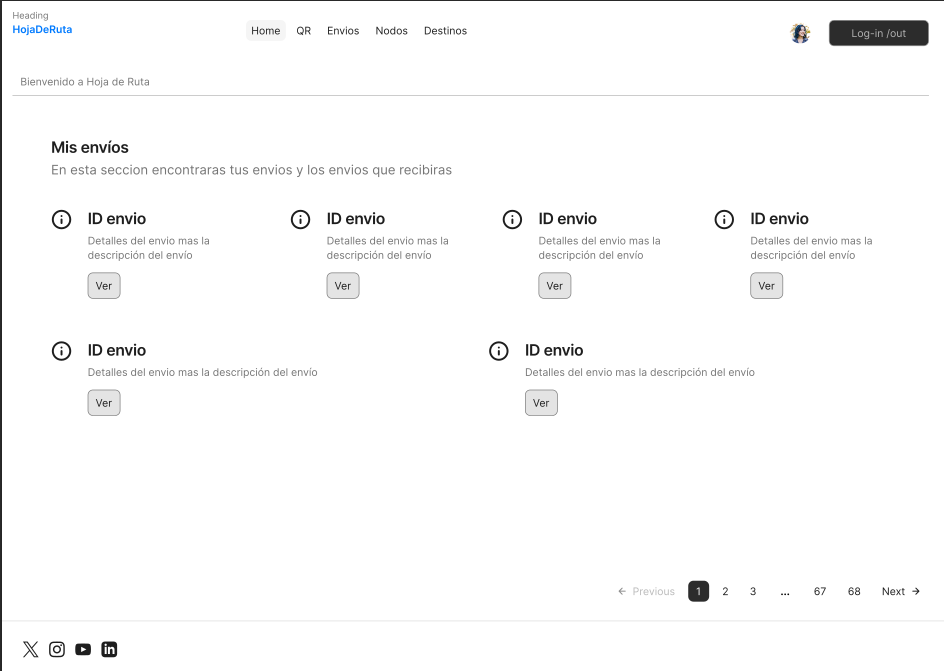 Heading
HojaDeRuta
Home QR Envios Nodos Destinos
Log-in /out
Bienvenido a Hoja de Ruta
Mis envíos
En esta seccion encontraras tus envios y los envios que recibiras
ID envio
Detalles del envio mas la
descripción del envío
Ver
ID envio
Detalles del envio mas la
descripción del envío
Ver
ID envio
Detalles del envio mas la
descripción del envío
Ver
ID envio
Detalles del envio mas la
descripción del envío
Ver
ID envio
Detalles del envio mas la descripción del envío
Ver
ID envio
Detalles del envio mas la descripción del envío
Ver
← Previous 1 2 3 ... 67 68 Next →